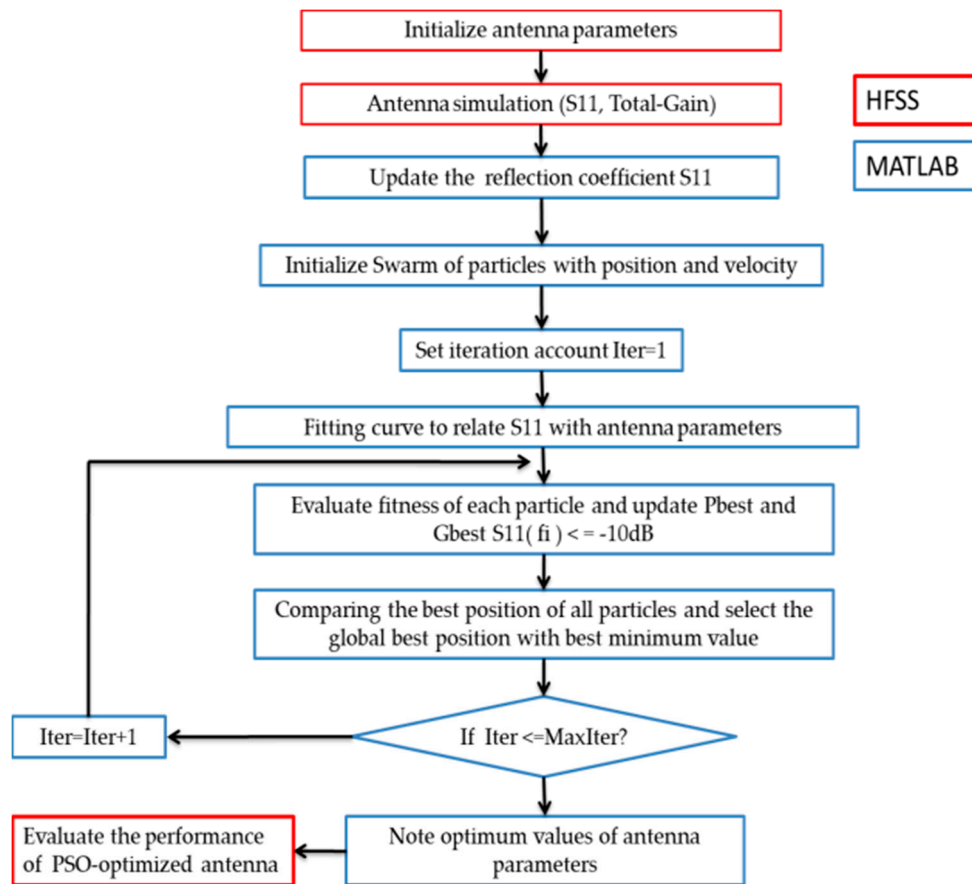 Initialize antenna parameters
Antenna simulation (S11, Total-Gain)
HFSS
MATLAB
Update the reflection coefficient S11
Initialize Swarm of particles with position and velocity
Set iteration account Iter=1
Fitting curve to relate S11 with antenna parameters
Evaluate fitness of each particle and update Pbest and
Gbest S11( fi ) < = -10dB
Comparing the best position of all particles and select the
global best position with best minimum value
If Iter <=MaxIter?
Iter=Iter+1
Note optimum values of antenna
parameters
Evaluate the performance
of PSO-optimized antenna